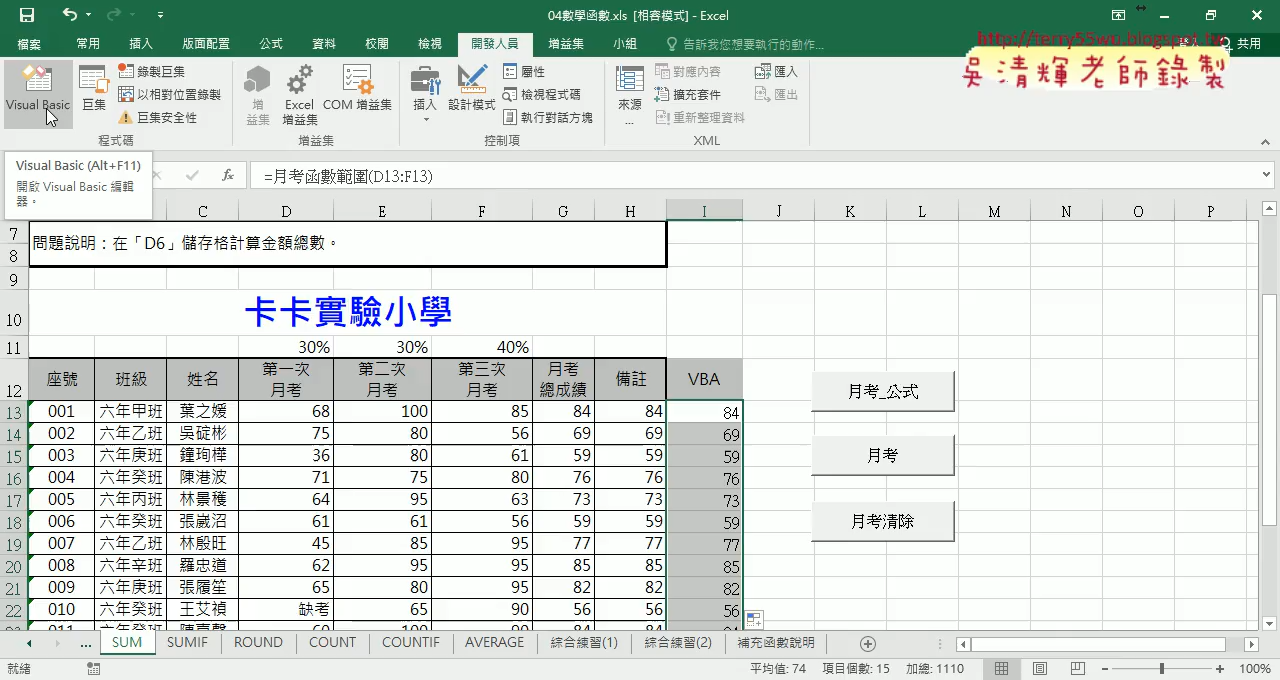 04數學函數.xls [相容模式] - Excel
檔案 常用 插入 版面配置 公式 資料 校閱 檢視 開發人員 增益集 小組 告訴我您想要執行的動作... 登入 共用
http://terry55wu.blogspot.tw
吳清輝老師錄製
Visual Basic 巨集 錄製巨集 以相對位置錄製 巨集安全性 程式碼
增益集 Excel 增益集 COM 增益集 增益集
插入 設計模式 屬性 檢視程式碼 執行對話方塊 控制項
來源... 對應內容 擴充套件 重新整理資料 匯入 匯出 XML
Visual Basic (Alt+F11)
開啟 Visual Basic 編輯器。
fx =月考函數範圍(D13:F13)
C D E F G H I J K L M N O P
7
8 問題說明：在「D6」儲存格計算金額總數。
9
10 卡卡實驗小學
11 30% 30% 40%
12 座號 班級 姓名 第一次月考 第二次月考 第三次月考 月考總成績 備註 VBA
13 001 六年甲班 葉之媛 68 100 85 84 84 84
14 002 六年乙班 吳碇彬 75 80 56 69 69 69
15 003 六年庚班 鐘珣樺 36 80 61 59 59 59
16 004 六年癸班 陳港波 71 75 80 76 76 76
17 005 六年丙班 林景穫 64 95 63 73 73 73
18 006 六年癸班 張崴沼 61 61 56 59 59 59
19 007 六年乙班 林殷旺 45 85 95 77 77 77
20 008 六年辛班 羅忠道 62 95 95 85 85 85
21 009 六年庚班 張履笙 65 80 95 82 82 82
22 010 六年癸班 王艾禎 缺考 65 90 56 56 56
月考_公式
月考
月考清除
... SUM SUMIF ROUND COUNT COUNTIF AVERAGE 綜合練習(1) 綜合練習(2) 補充函數說明
就緒 平均值: 74 項目個數: 15 加總: 1110 100%